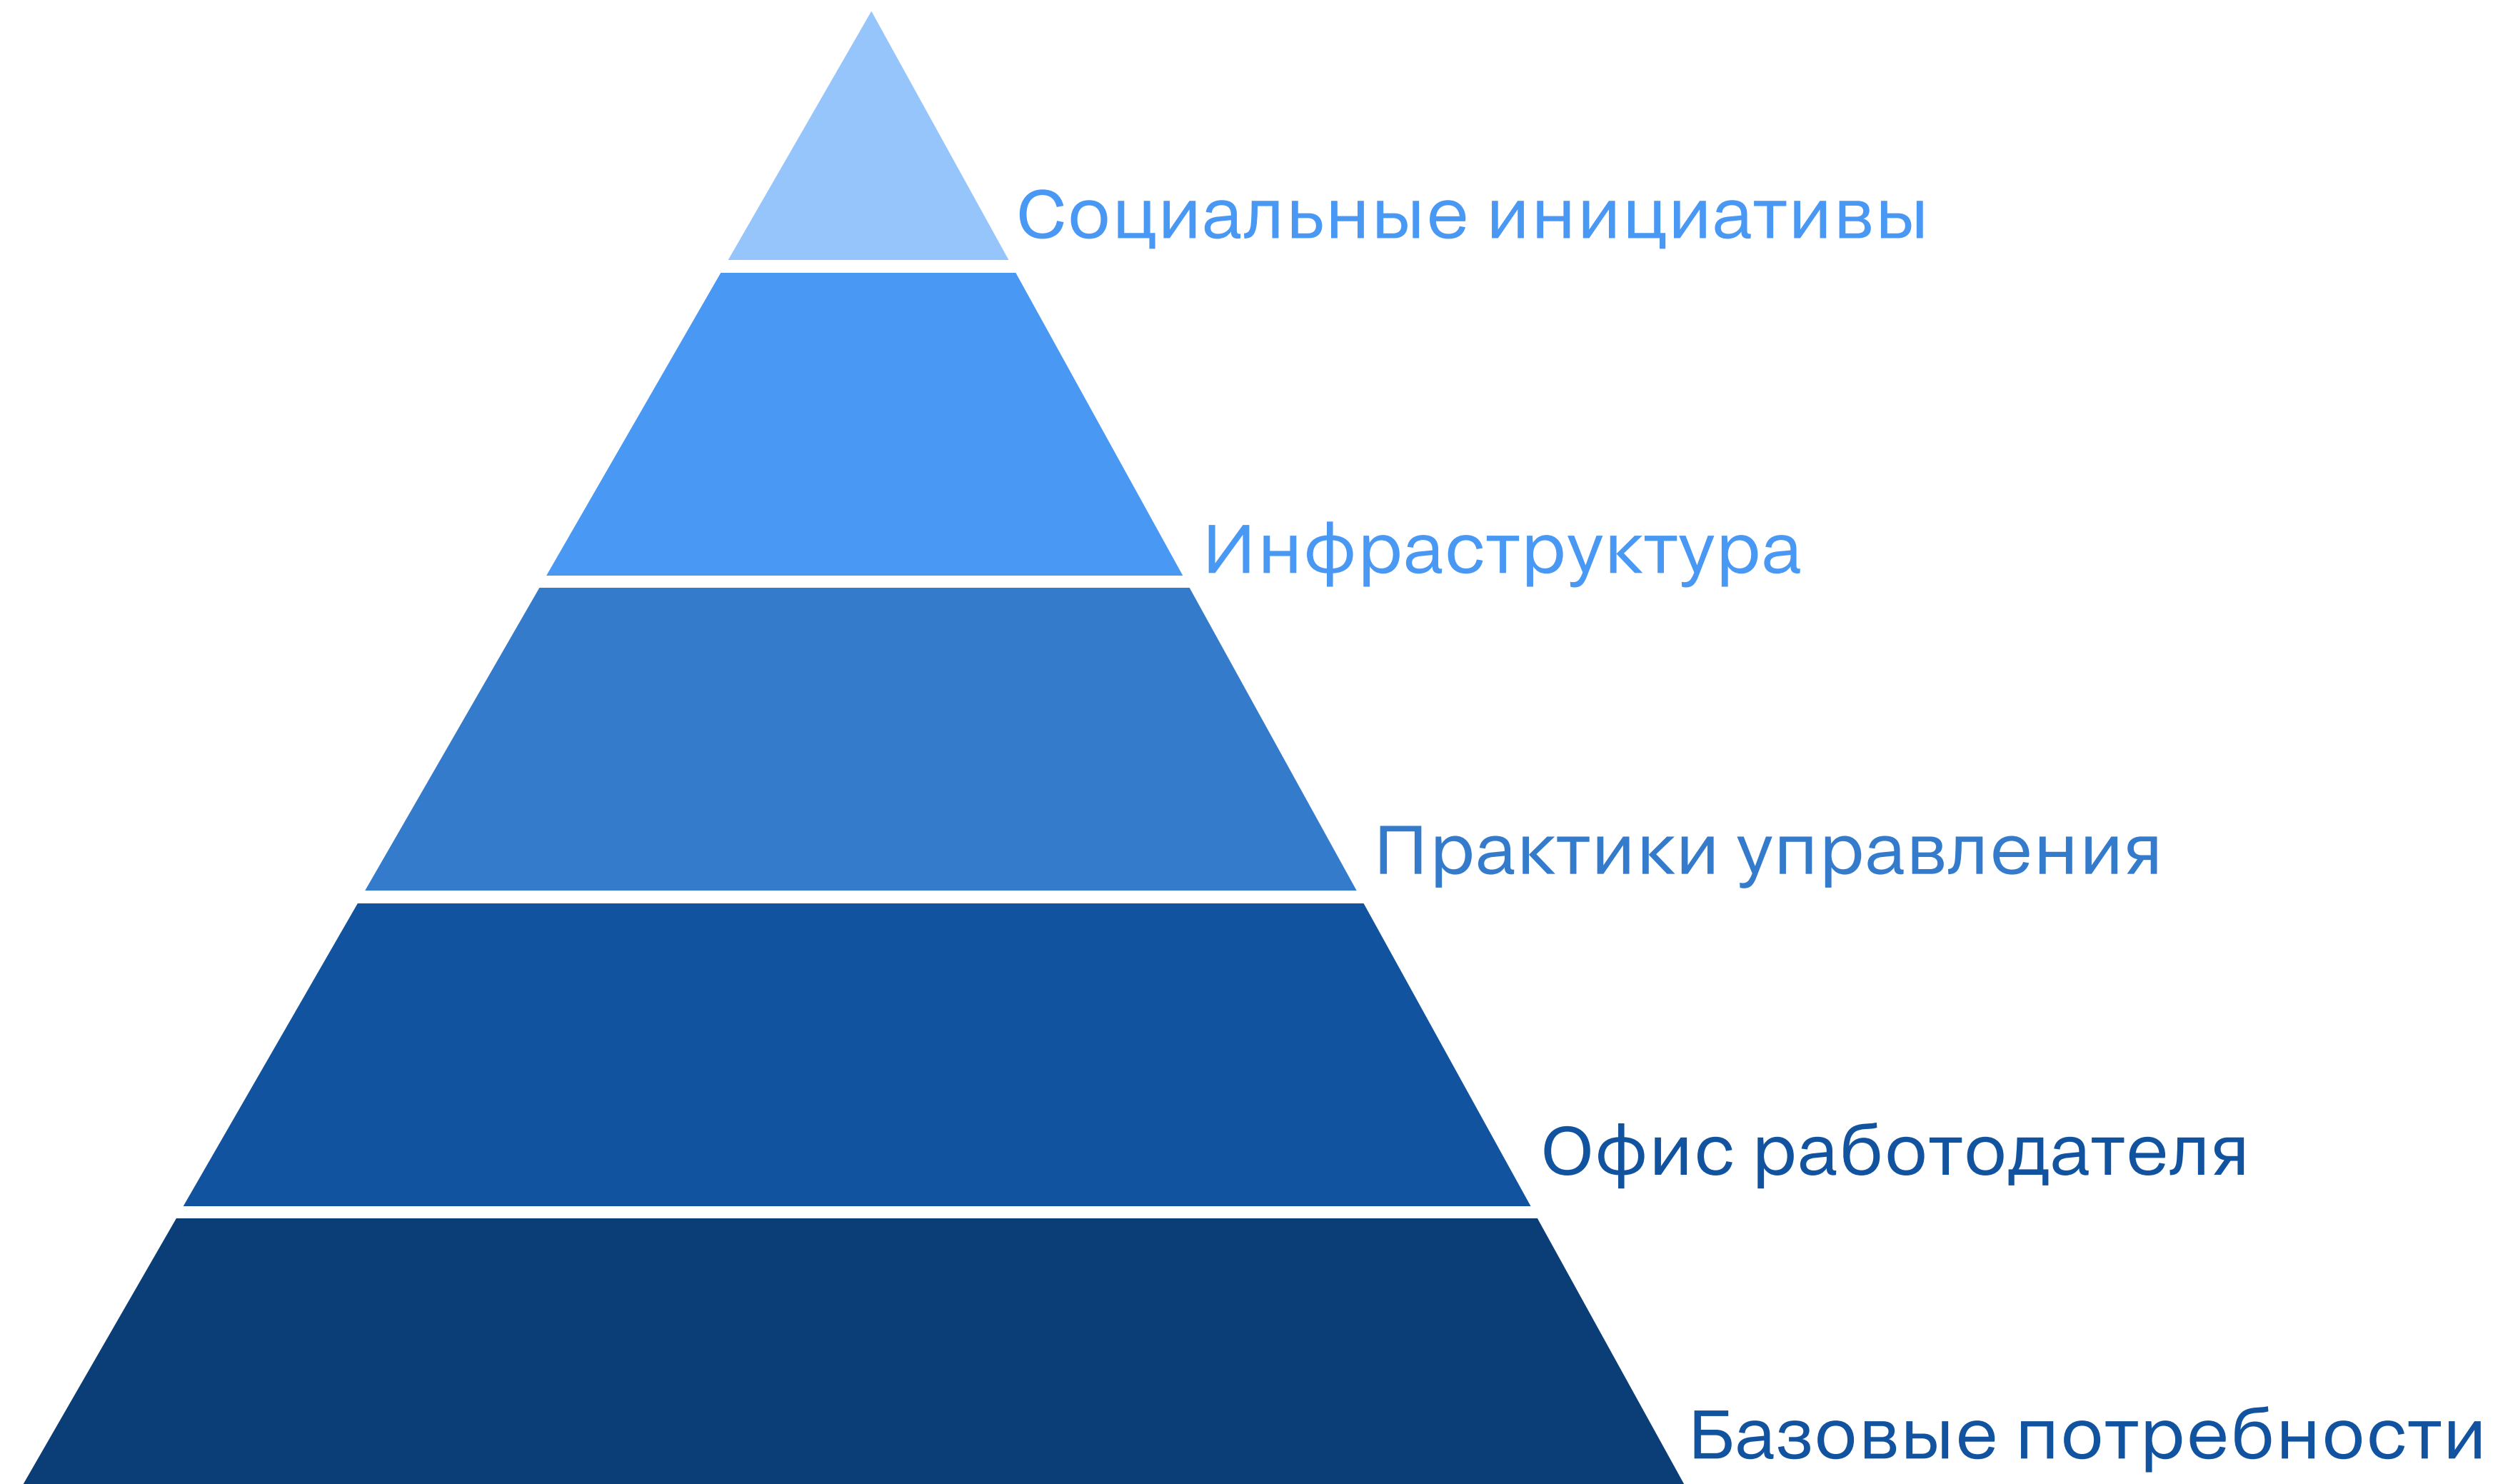 Социальные инициативы
Инфраструктура
Практики управления
Офис работодателя
Базовые потребности